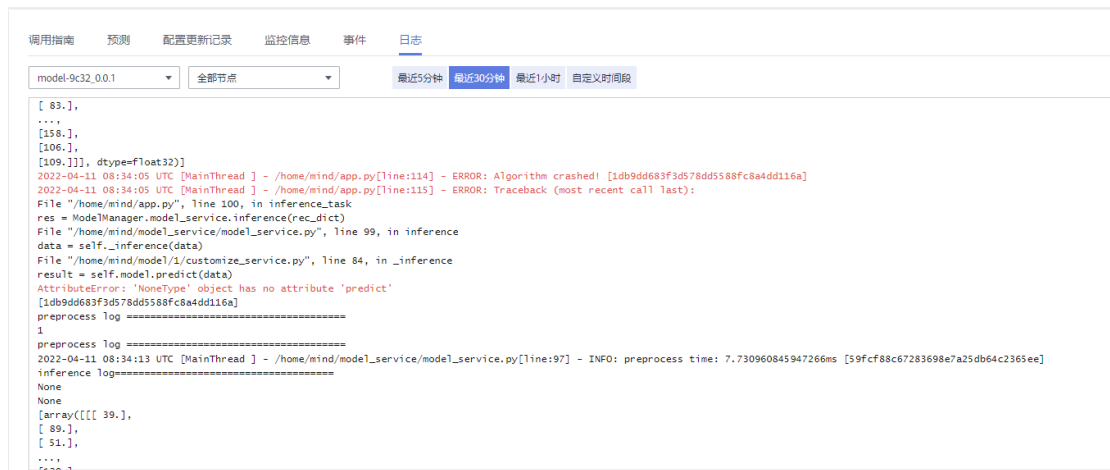 调用指南 预测 配置更新记录 监控信息 事件 日志
model-9c32_0.0.1 全部节点 最近5分钟 最近30分钟 最近1小时 自定义时间段
[ 83.],
...,
[158.],
[106.],
[109.]]], dtype=float32)]
2022-04-11 08:34:05 UTC [MainThread ] - /home/mind/app.py[line:114] - ERROR: Algorithm crashed! [1db9dd683f3d578dd5588fc8a4dd116a]
2022-04-11 08:34:05 UTC [MainThread ] - /home/mind/app.py[line:115] - ERROR: Traceback (most recent call last):
File "/home/mind/app.py", line 100, in inference_task
res = ModelManager.model_service.inference(rec_dict)
File "/home/mind/model_service/model_service.py", line 99, in inference
data = self._inference(data)
File "/home/mind/model/1/customize_service.py", line 84, in _inference
result = self.model.predict(data)
AttributeError: 'NoneType' object has no attribute 'predict'
[1db9dd683f3d578dd5588fc8a4dd116a]
preprocess log =====================================
1
preprocess log =====================================
2022-04-11 08:34:13 UTC [MainThread ] - /home/mind/model_service/model_service.py[line:97] - INFO: preprocess time: 7.730960845947266ms [59fcf88c67283698e7a25db64c2365ee]
inference log=====================================
None
None
[array([[[ 39.],
[ 89.],
[ 51.],
...,